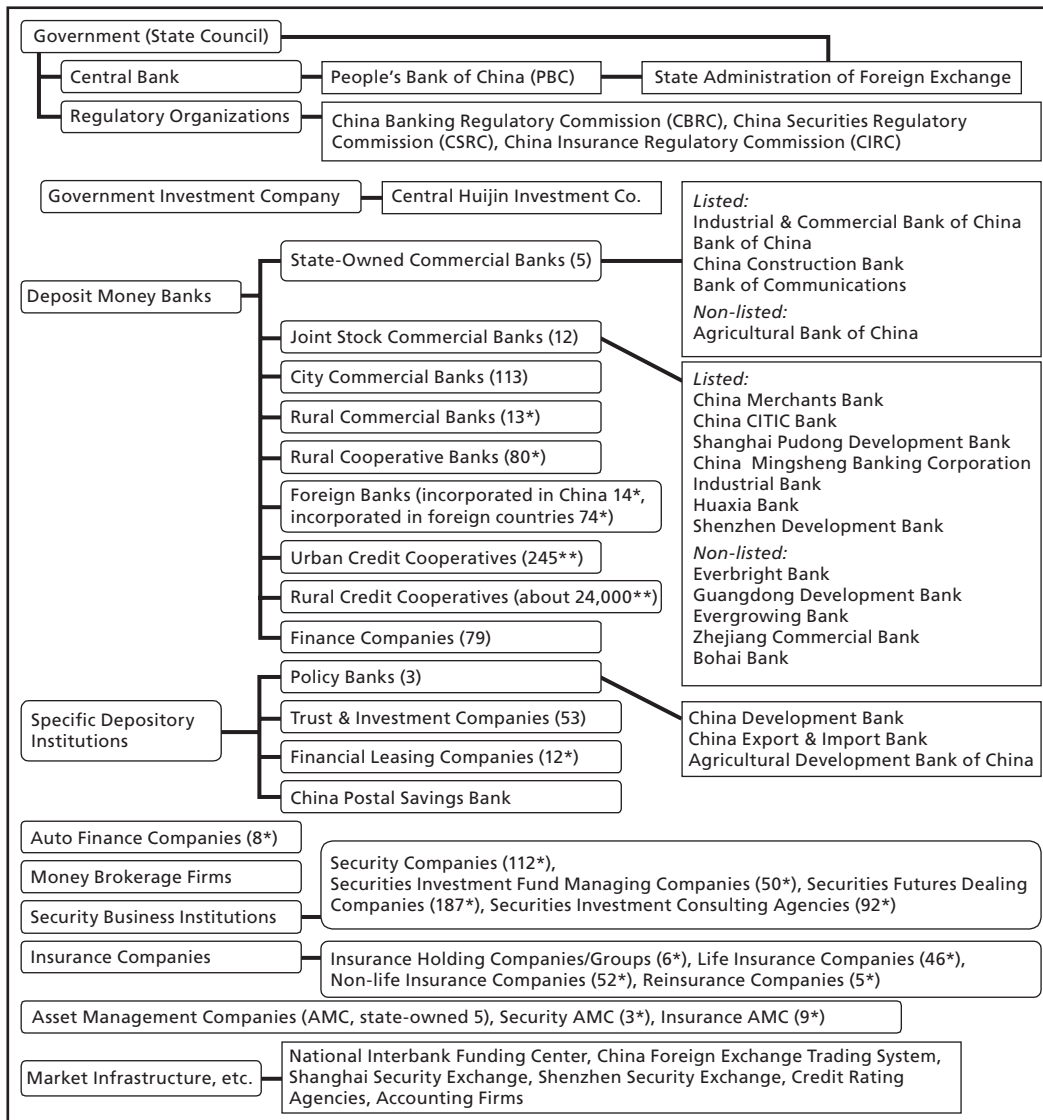 Government (State Council)
Central Bank
People's Bank of China (PBC)
State Administration of Foreign Exchange
Regulatory Organizations
China Banking Regulatory Commission (CBRC), China Securities Regulatory
Commission (CSRC), China Insurance Regulatory Commission (CIRC)
Government Investment Company
Central Huijin Investment Co.
Deposit Money Banks
State-Owned Commercial Banks (5)
Listed:
Industrial & Commercial Bank of China
Bank of China
China Construction Bank
Bank of Communications
Non-listed:
Agricultural Bank of China
Joint Stock Commercial Banks (12)
Listed:
China Merchants Bank
China CITIC Bank
Shanghai Pudong Development Bank
China Mingsheng Banking Corporation
Industrial Bank
Huaxia Bank
Shenzhen Development Bank
Non-listed:
Everbright Bank
Guangdong Development Bank
Evergrowing Bank
Zhejiang Commercial Bank
Bohai Bank
City Commercial Banks (113)
Rural Commercial Banks (13*)
Rural Cooperative Banks (80*)
Foreign Banks (incorporated in China 14*,
incorporated in foreign countries 74*)
Urban Credit Cooperatives (245**)
Rural Credit Cooperatives (about 24,000**)
Finance Companies (79)
Specific Depository
Institutions
Policy Banks (3)
China Development Bank
China Export & Import Bank
Agricultural Development Bank of China
Trust & Investment Companies (53)
Financial Leasing Companies (12*)
China Postal Savings Bank
Auto Finance Companies (8*)
Money Brokerage Firms
Security Business Institutions
Security Companies (112*),
Securities Investment Fund Managing Companies (50*), Securities Futures Dealing
Companies (187*), Securities Investment Consulting Agencies (92*)
Insurance Companies
Insurance Holding Companies/Groups (6*), Life Insurance Companies (46*),
Non-life Insurance Companies (52*), Reinsurance Companies (5*)
Asset Management Companies (AMC, state-owned 5), Security AMC (3*), Insurance AMC (9*)
Market Infrastructure, etc.
National Interbank Funding Center, China Foreign Exchange Trading System,
Shanghai Security Exchange, Shenzhen Security Exchange, Credit Rating
Agencies, Accounting Firms